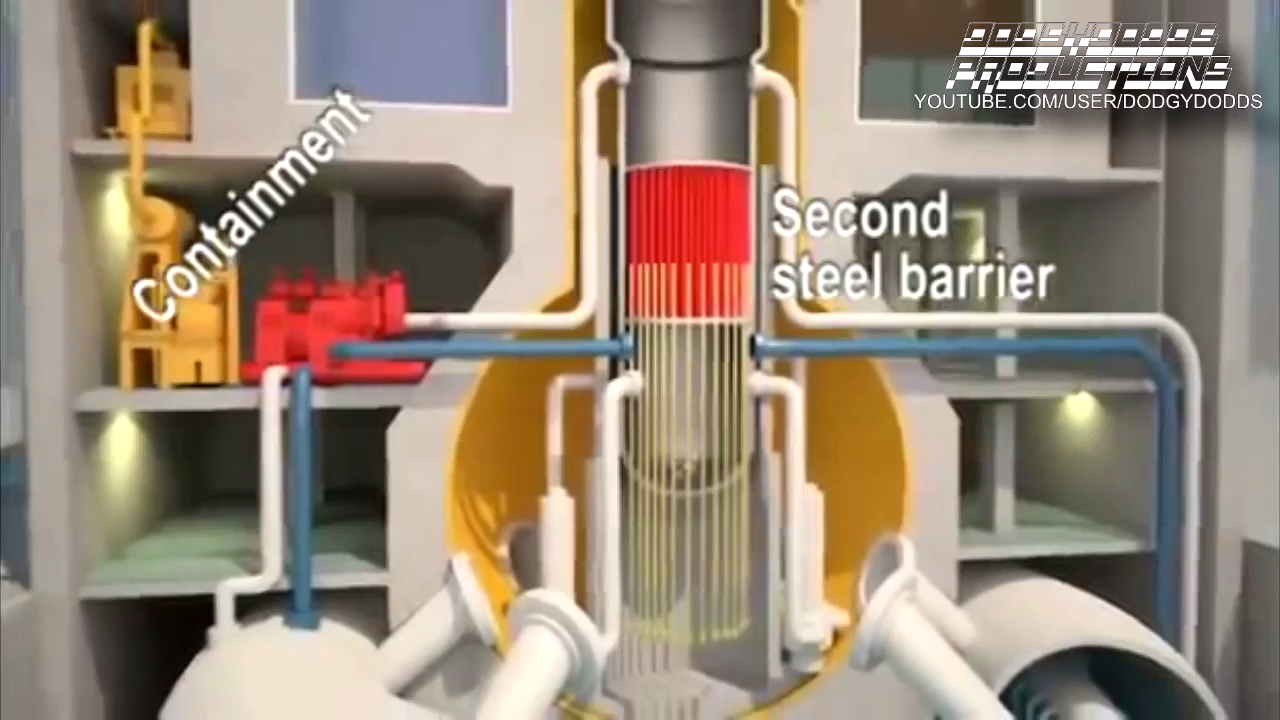 DODGYDODDS
PRODUCTIONS
YOUTUBE.COM/USER/DODGYDODDS
Containment
Second
steel barrier